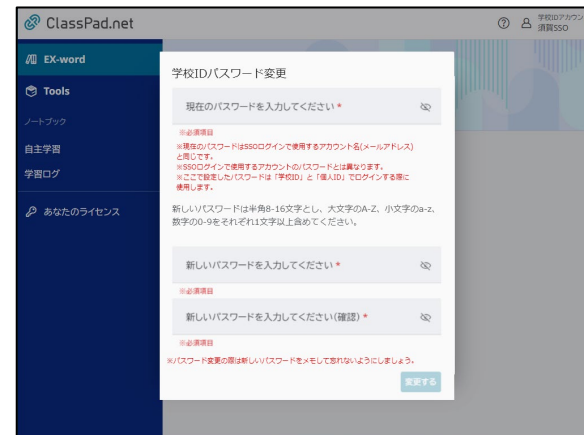 ClassPad.net
学校IDアカウン
須賀SSO
EX-word
Tools
ノートブック
自主学習
学習ログ
あなたのライセンス
学校IDパスワード変更
現在のパスワードを入力してください *
※必須項目
※現在のパスワードはSSOログインで使用するアカウント名(メールアドレス)
と同じです。
※SSOログインで使用するアカウントのパスワードとは異なります。
※ここで設定したパスワードは「学校ID」と「個人ID」でログインする際に
使用します。
新しいパスワードは半角8-16文字とし、大文字のA-Z、小文字のa-z、
数字の0-9をそれぞれ1文字以上含めてください。
新しいパスワードを入力してください *
※必須項目
新しいパスワードを入力してください(確認) *
※必須項目
※パスワード変更の際は新しいパスワードをメモして忘れないようにしましょう。
変更する